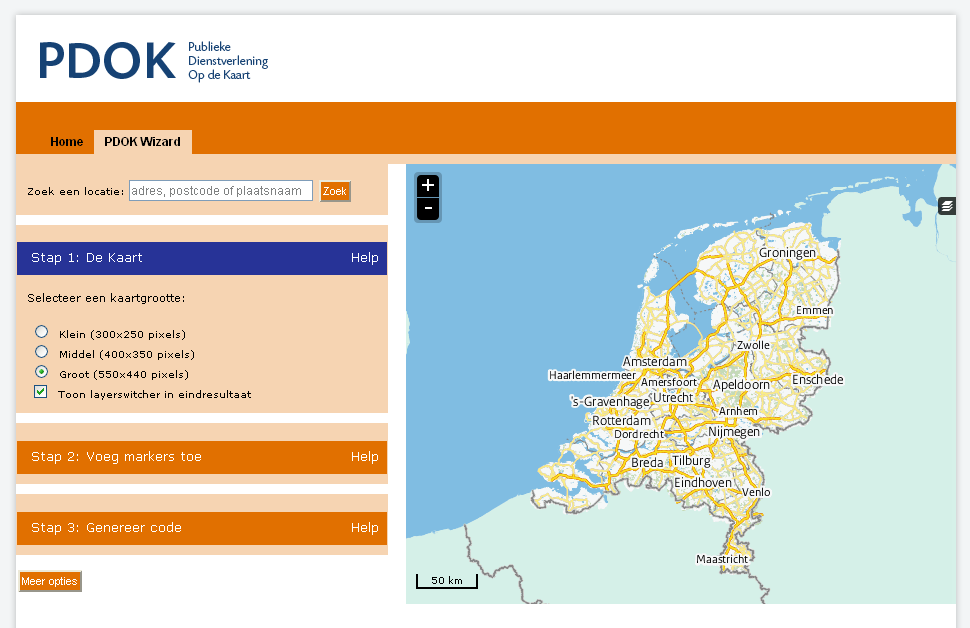 PDOK
Publieke
Dienstverlening
Op de Kaart
Home
PDOK Wizard
Zoek een locatie:
adres, postcode of plaatsnaam
Zoek
Stap 1: De Kaart
Help
Selecteer een kaartgrootte:
Klein (300x250 pixels)
Middel (400x350 pixels)
Groot (550x440 pixels)
Toon layerswitcher in eindresultaat
Stap 2: Voeg markers toe
Help
Stap 3: Genereer code
Help
Meer opties
+
-
Groningen
Emmen
Zwolle
Amsterdam
Haarlemmermeer
Amersfoort
Apeldoorn
Enschede
's-Gravenhage
Utrecht
Arnhem
Rotterdam
Dordrecht
Nijmegen
Breda
Tilburg
Eindhoven
Venlo
Maastricht
50 km